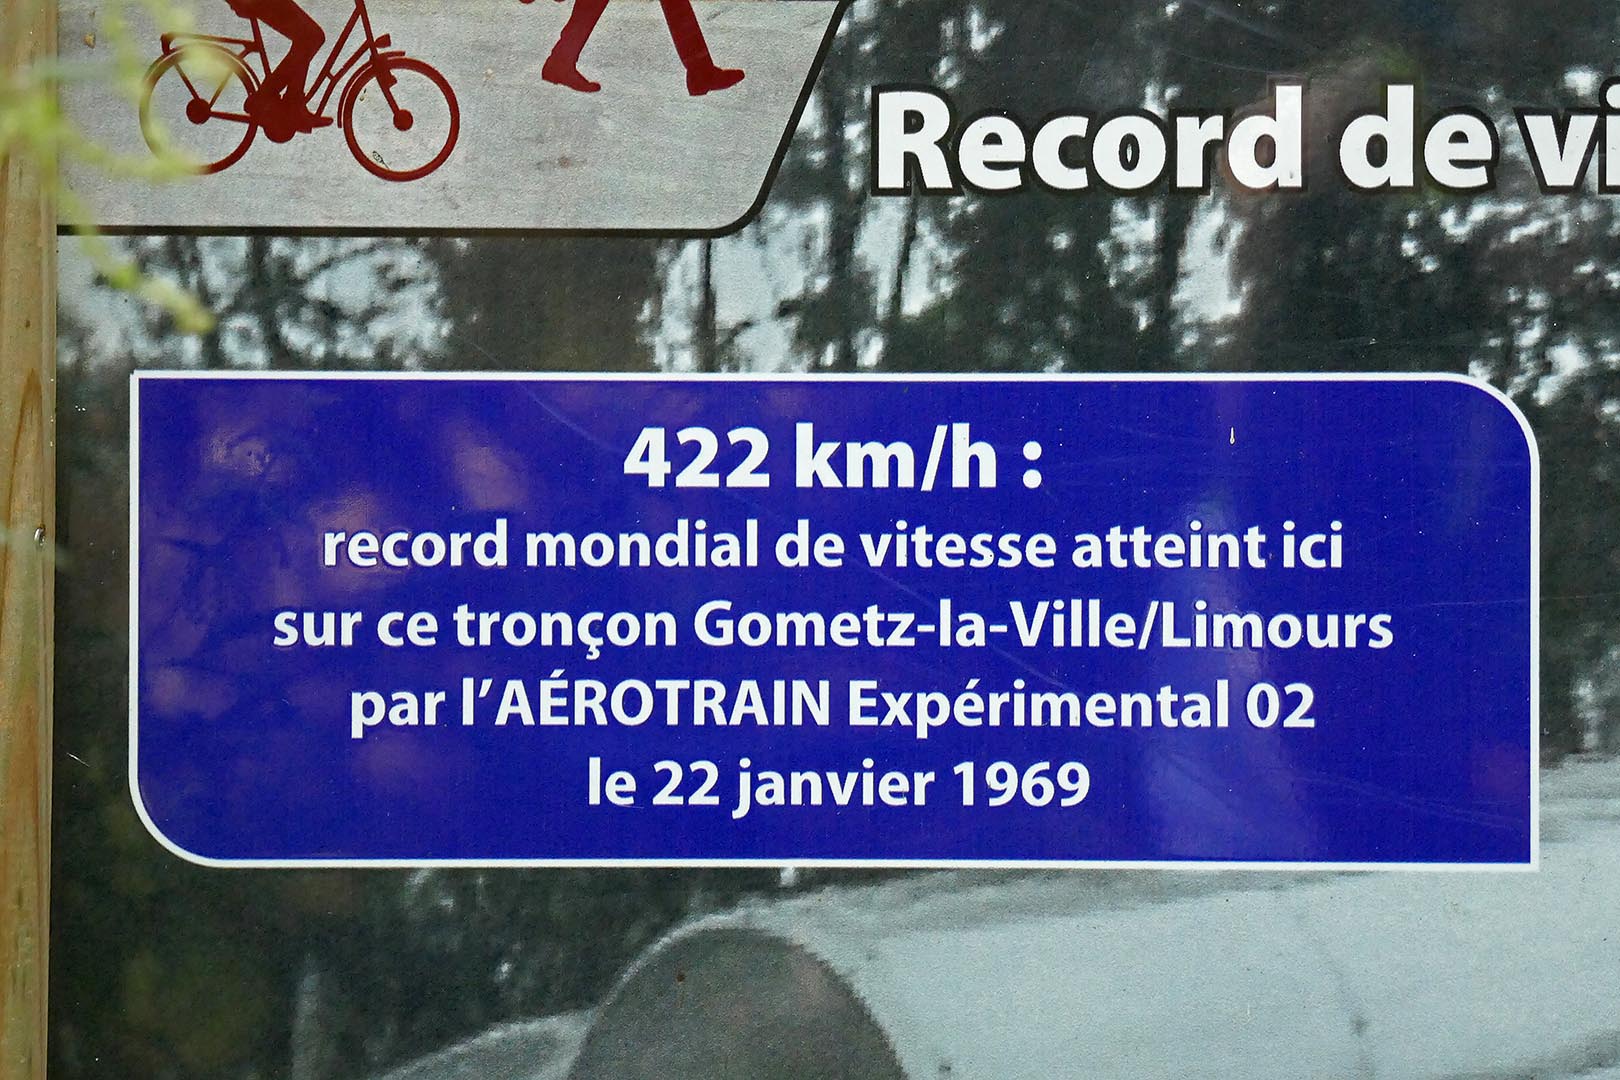 Record de vi
422 km/h :
record mondial de vitesse atteint ici
sur ce tronçon Gometz-la-Ville/Limours
par l’AÉROTRAIN Expérimental 02
le 22 janvier 1969